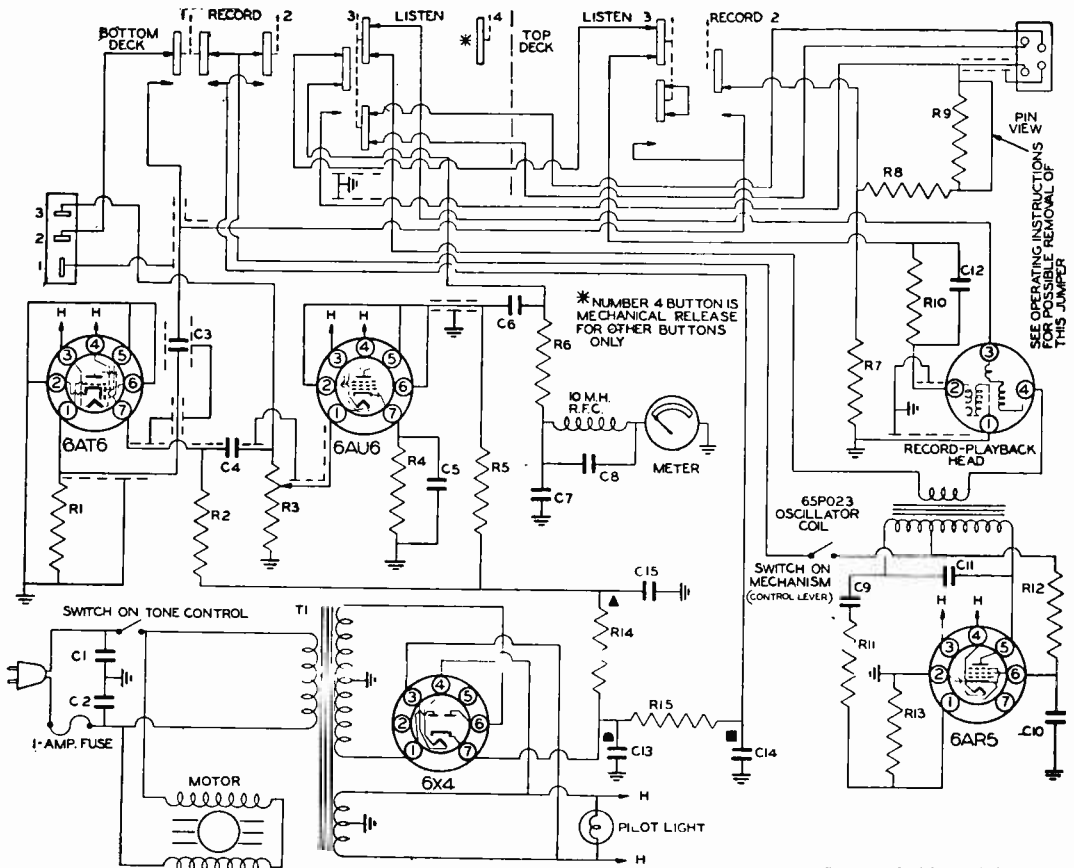 BOTTOM DECK
1 RECORD 2
3 LISTEN 4
*
TOP DECK
LISTEN 3
RECORD 2
R9
PIN VIEW
R8
SEE OPERATING INSTRUCTIONS
FOR POSSIBLE REMOVAL OF
THIS JUMPER
3
2
1
C12
R10
C3
C6
* NUMBER 4 BUTTON IS
MECHANICAL RELEASE
FOR OTHER BUTTONS
ONLY
H H
3 4 5
2 6
1 7
6AT6
H H
3 4 5
2 6
1 7
6AU6
R6
R7
3
2 4
1
RECORD-PLAYBACK
HEAD
10 M.H.
R.F.C.
METER
C4
R4
C5
R5
C8
C7
R1
R2
R3
65P023
OSCILLATOR
COIL
SWITCH ON
MECHANISM
(CONTROL LEVER)
C9
C11
R12
C15
SWITCH ON TONE CONTROL
T1
R14
C1
C2
1-AMP. FUSE
3 4 5
2 6
1 7
6X4
R15
C13
C14
H H
3 4 5
2 6
1 7
6AR5
R11
R13
C10
MOTOR
H
PILOT LIGHT
H